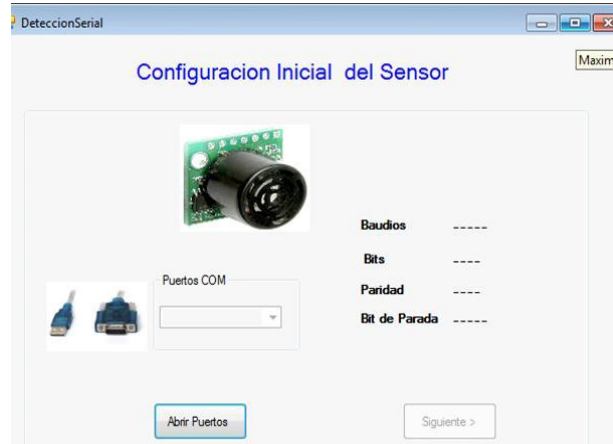 DeteccionSerial
Maxim
Configuracion Inicial del Sensor
Baudios -----
Bits ----
Puertos COM
Paridad ----
Bit de Parada -----
Abrir Puertos
Siguiente >